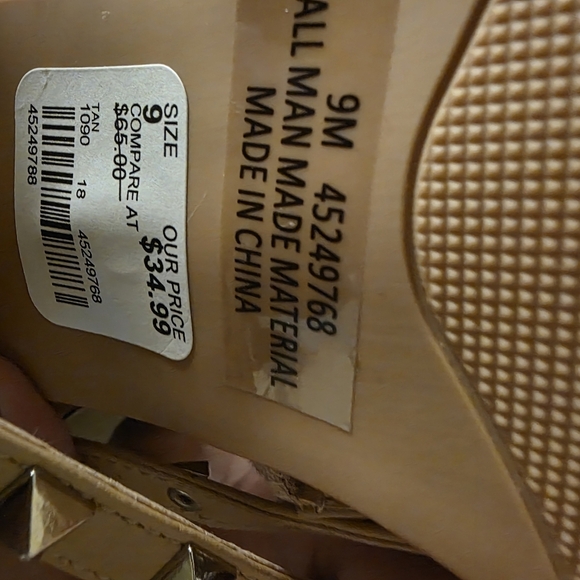 SIZE
9
COMPARE AT
$65.00
OUR PRICE
$34.99
TAN
1090 18 45249768
45249788
9M 45249768
ALL MAN MADE MATERIAL
MADE IN CHINA